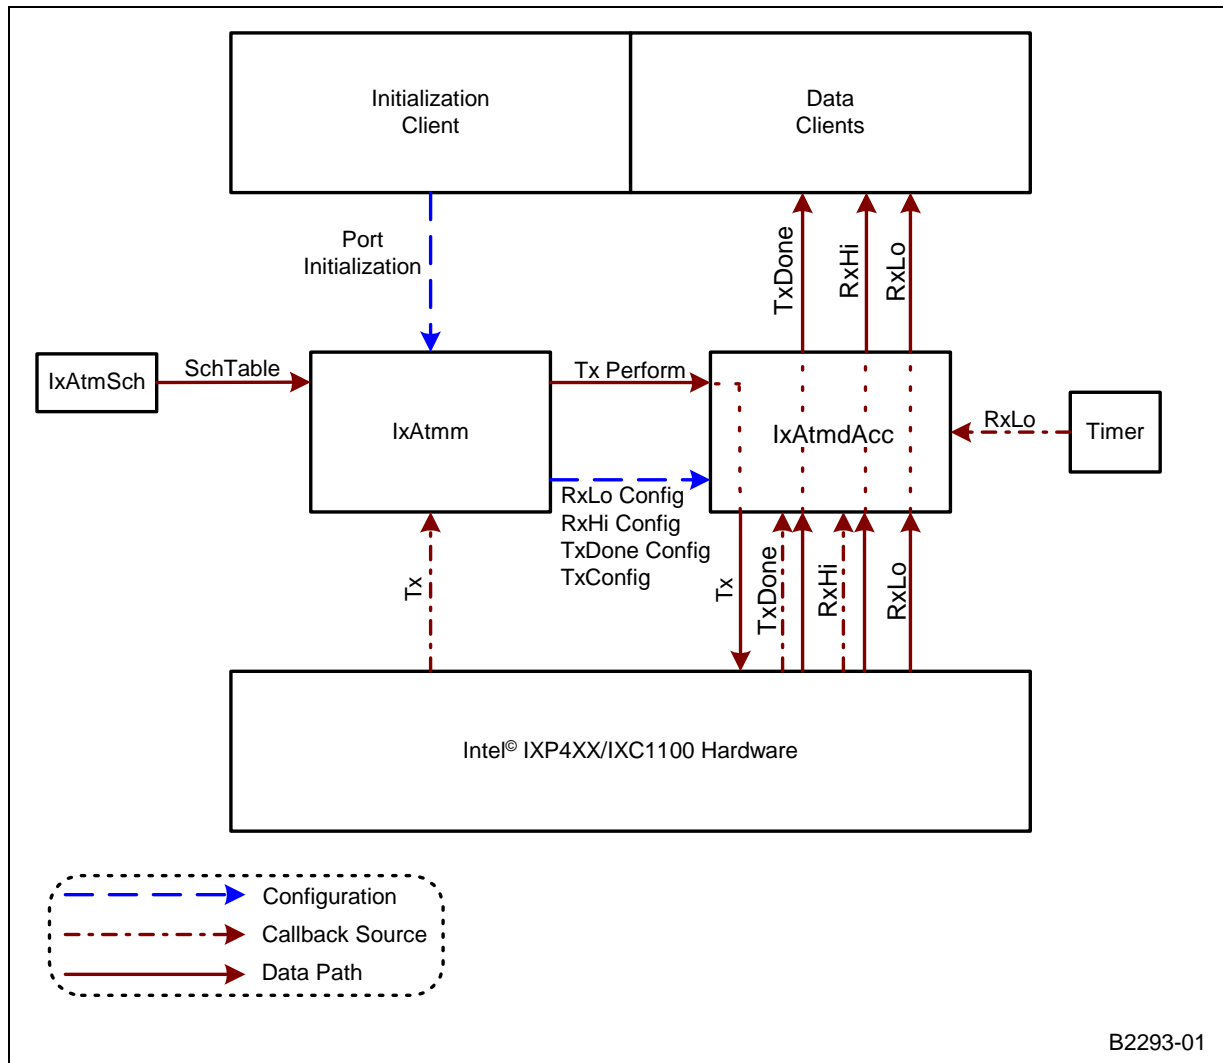 Initialization
Client
Data
Clients
Port
Initialization
TxDone
RxHi
RxLo
IxAtmSch
SchTable
IxAtmm
Tx Perform
IxAtmdAcc
RxLo
Timer
RxLo Config
RxHi Config
TxDone Config
TxConfig
Tx
Tx
TxDone
RxHi
RxLo
Intel© IXP4XX/IXC1100 Hardware
Configuration
Callback Source
Data Path
B2293-01